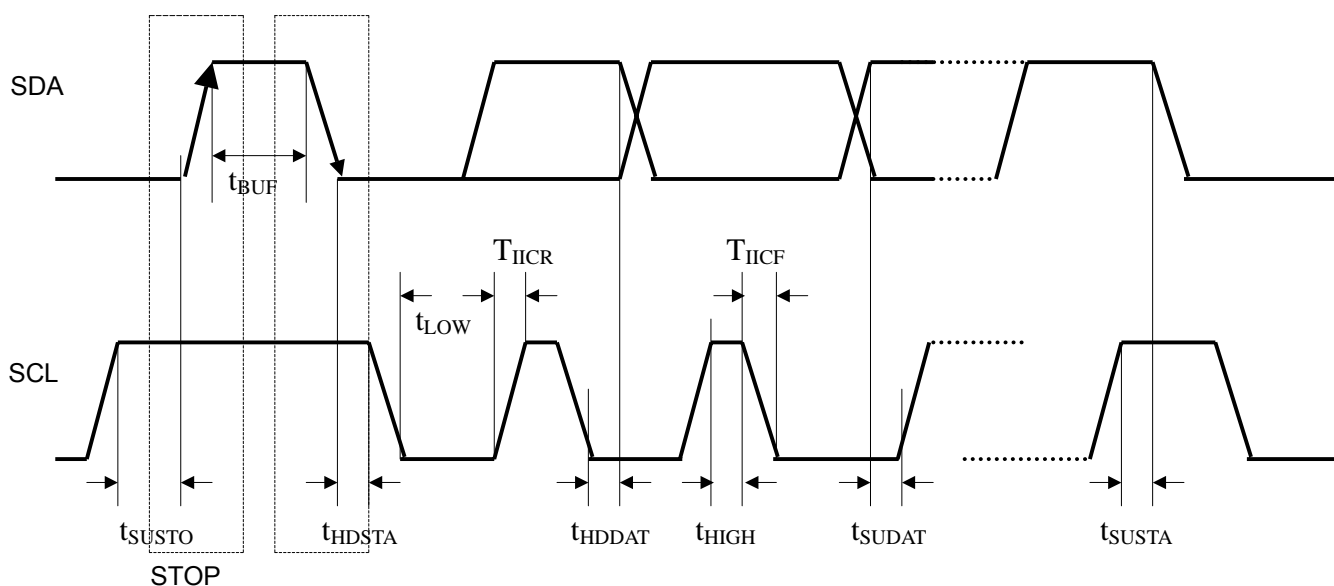 SDA
tBUF
TIICR
TIICF
tLOW
SCL
tSUSTO
tHDSTA
tHDDAT
tHIGH
tSUDAT
tSUSTA
STOP